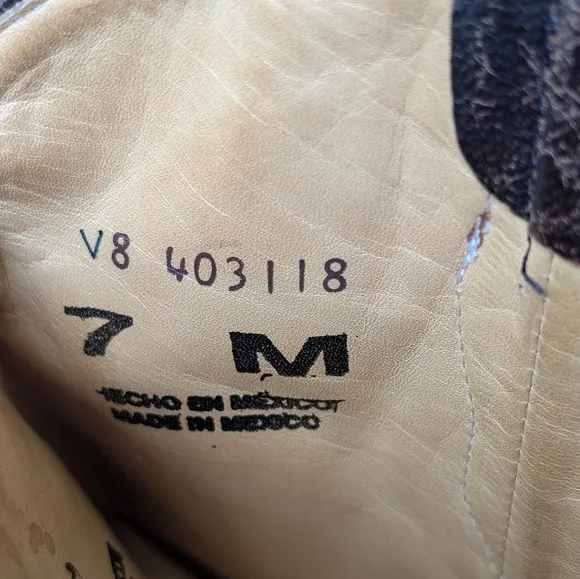 V8 403118
7 M
HECHO EN MEXICO
MADE IN MEXICO